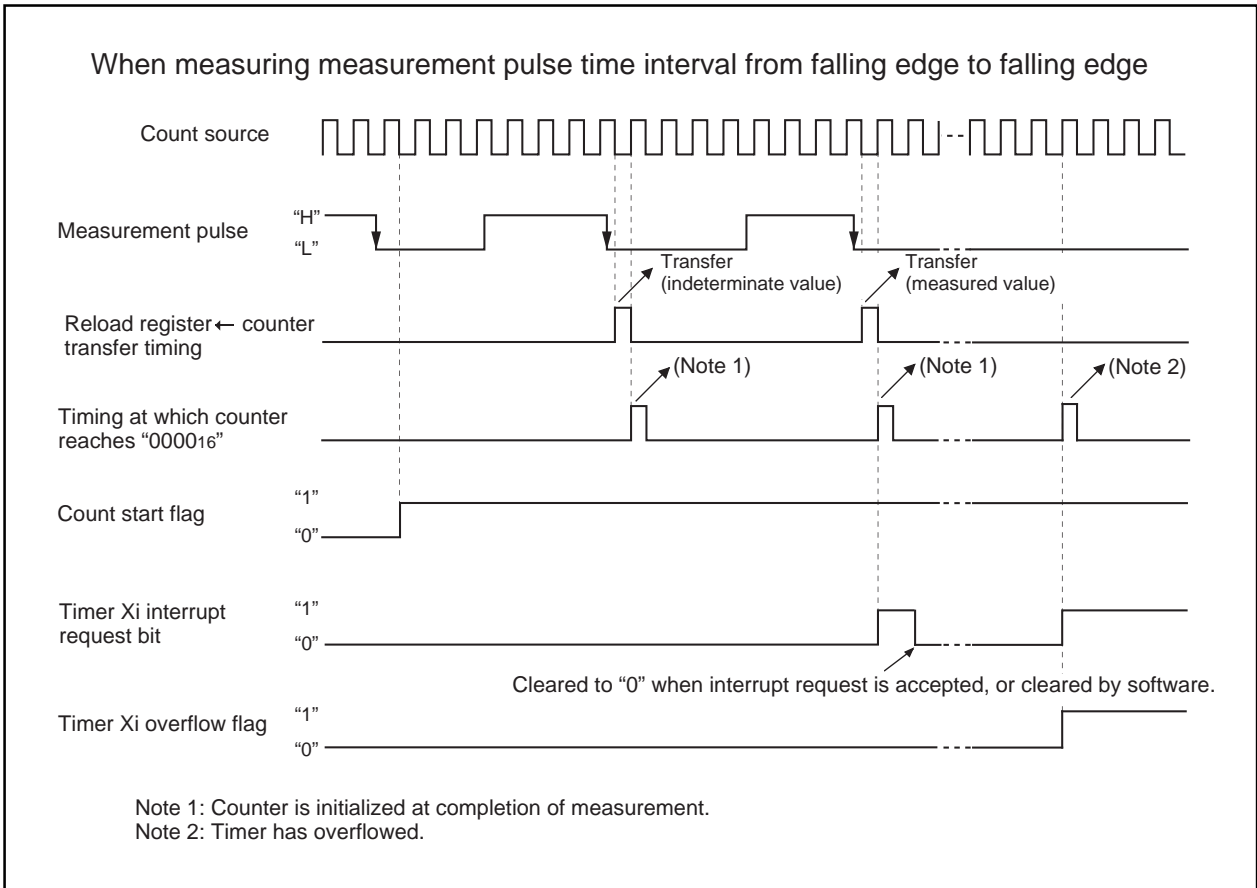 When measuring measurement pulse time interval from falling edge to falling edge
Count source
Measurement pulse
“H”
“L”
Transfer
(indeterminate value)
Transfer
(measured value)
Reload register ← counter
transfer timing
(Note 1)
(Note 1)
(Note 2)
Timing at which counter
reaches “000016”
Count start flag
“1”
“0”
Timer Xi interrupt
request bit
“1”
“0”
Cleared to “0” when interrupt request is accepted, or cleared by software.
Timer Xi overflow flag
“1”
“0”
Note 1: Counter is initialized at completion of measurement.
Note 2: Timer has overflowed.